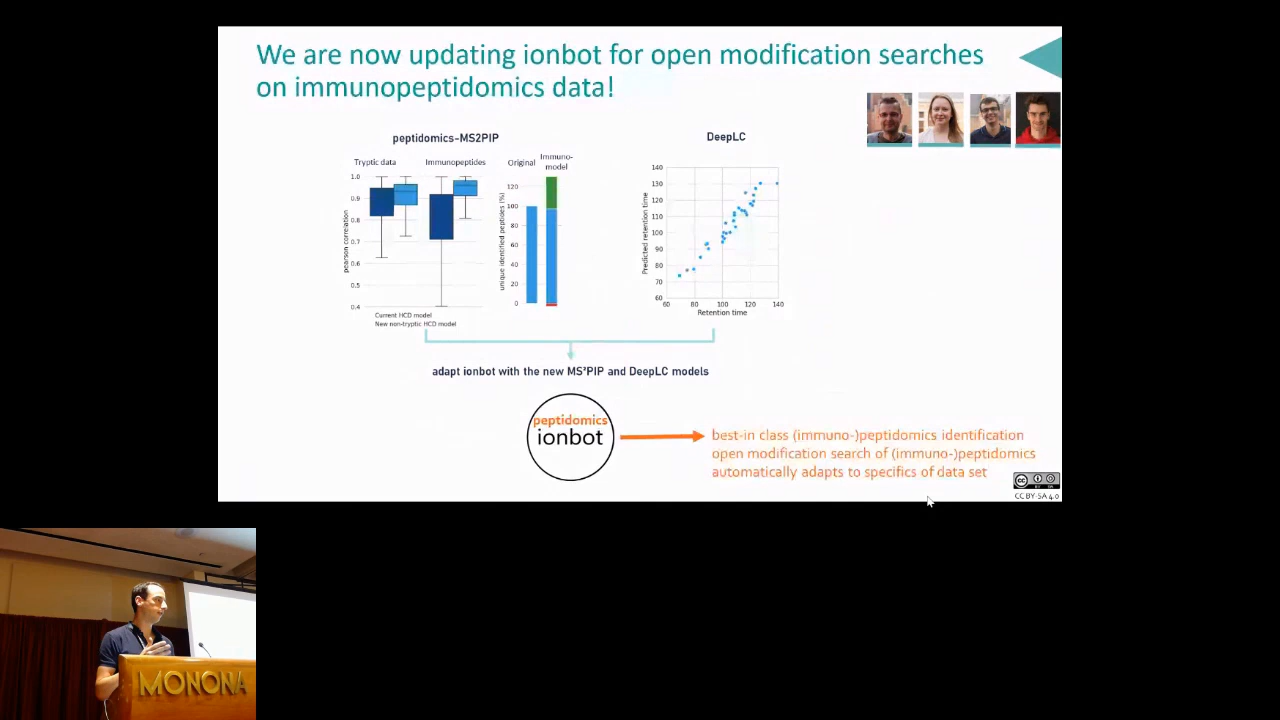 We are now updating ionbot for open modification searches
on immunopeptidomics data!
peptidomics-MS2PIP
Tryptic data
Immunopeptides
Original
Immuno-
model
pearson correlation
1.0
0.9
0.8
0.7
0.6
0.5
0.4
Current HCD model
New non-tryptic HCD model
unique identified peptides (%)
120
100
80
60
40
20
0
DeepLC
Predicted retention time
140
130
120
110
100
90
80
70
60
60
80
100
120
140
Retention time
adapt ionbot with the new MS²PIP and DeepLC models
peptidomics
ionbot
best-in class (immuno-)peptidomics identification
open modification search of (immuno-)peptidomics
automatically adapts to specifics of data set
CC BY-SA 4.0
MONONA